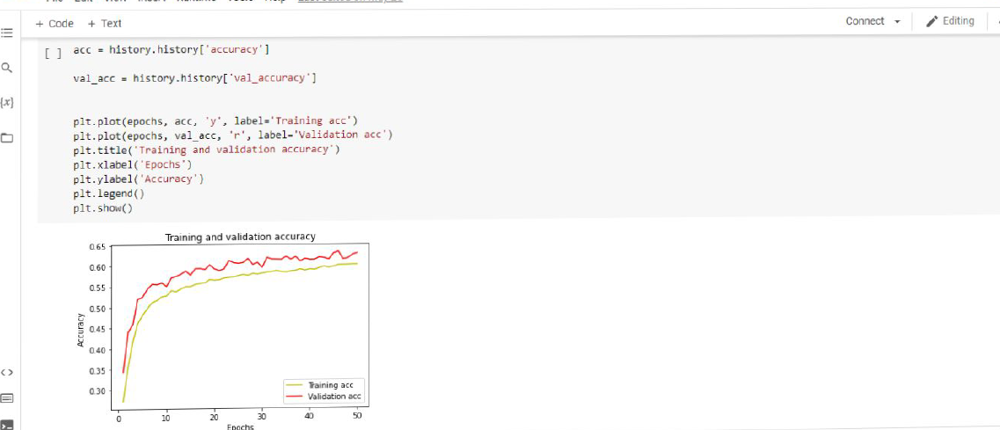 + Code + Text
Connect
Editing
[ ]
acc = history.history['accuracy']
val_acc = history.history['val_accuracy']
plt.plot(epochs, acc, 'y', label='Training acc')
plt.plot(epochs, val_acc, 'r', label='Validation acc')
plt.title('Training and validation accuracy')
plt.xlabel('Epochs')
plt.ylabel('Accuracy')
plt.legend()
plt.show()
{x}
<>
Training and validation accuracy
0.65
0.60
0.55
0.50
0.45
0.40
0.35
0.30
Accuracy
Training acc
Validation acc
0 10 20 30 40 50
Epochs